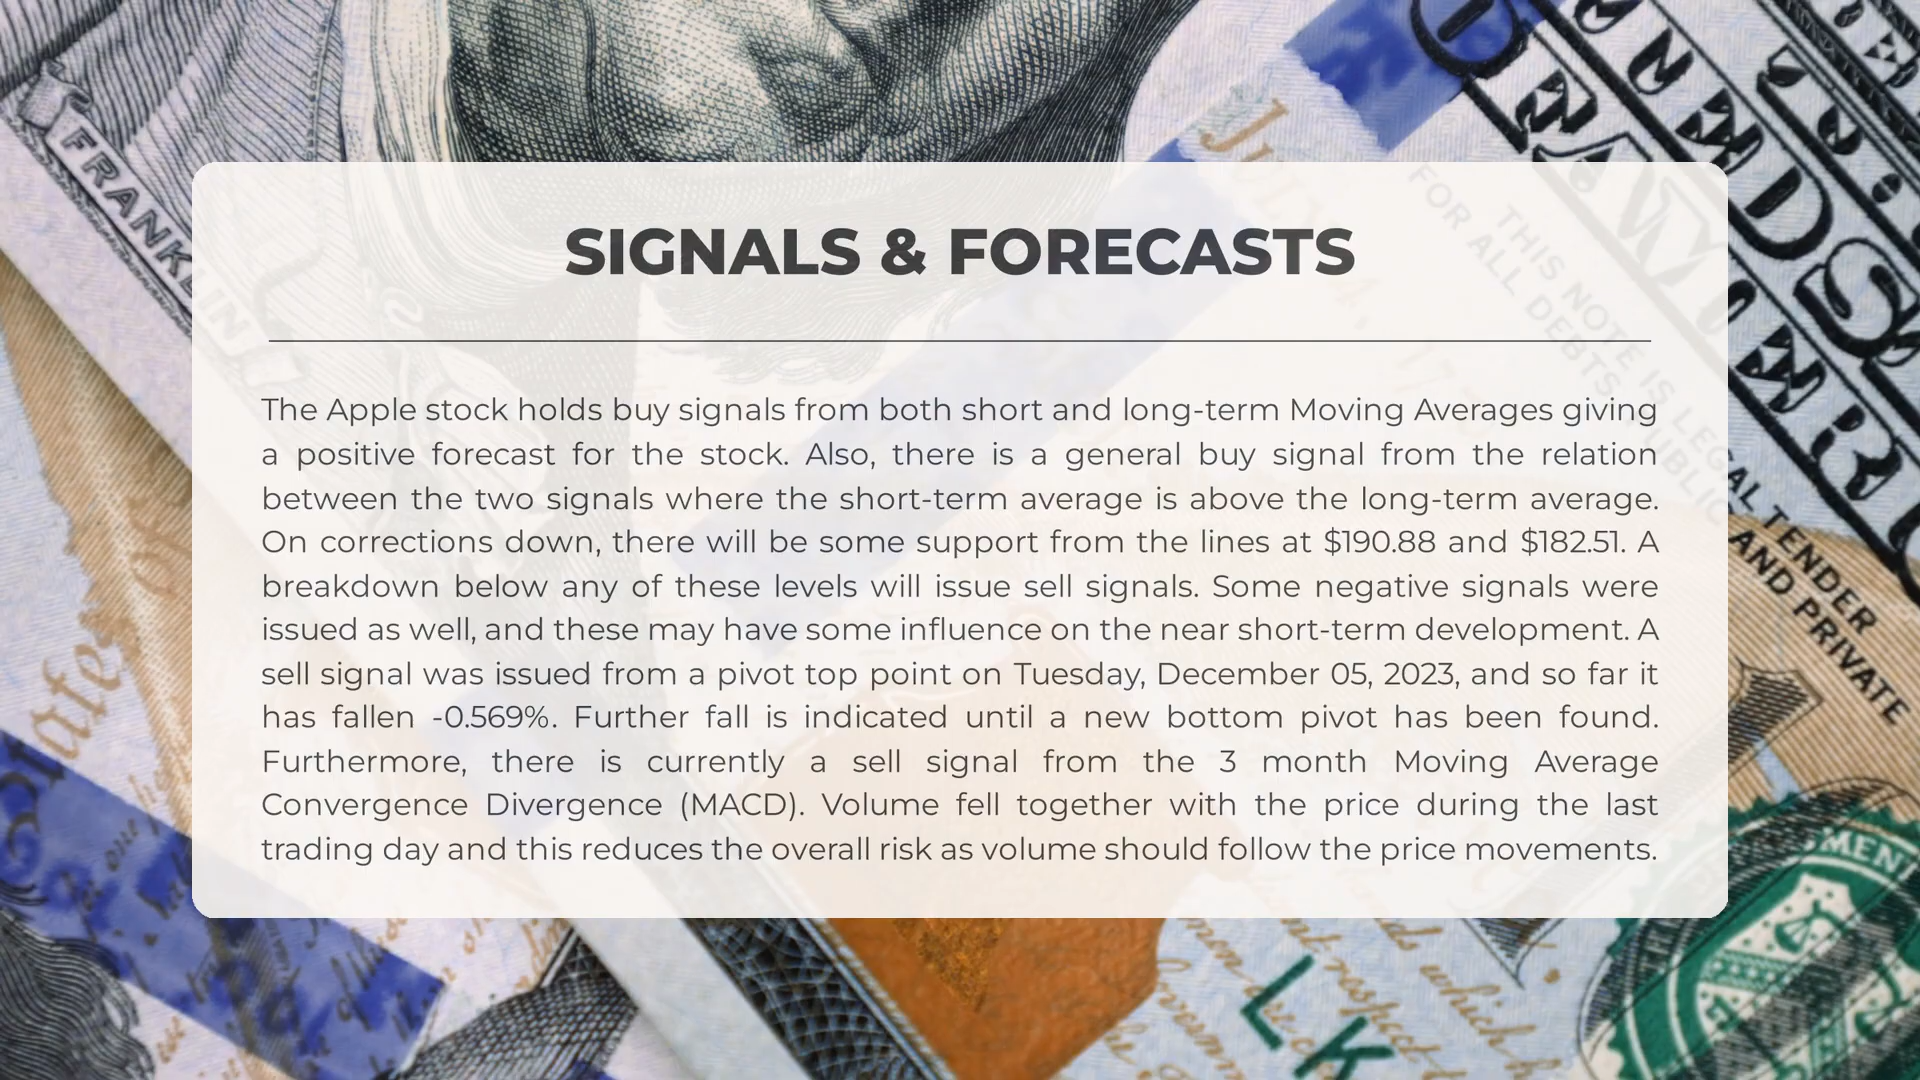 FRANKLIN
July 4, 177
FOR ALL DEBTS, PUBLIC
THIS NOTE IS LEGAL TENDER
AND PRIVATE
SIGNALS & FORECASTS
The Apple stock holds buy signals from both short and long-term Moving Averages giving
a positive forecast for the stock. Also, there is a general buy signal from the relation
between the two signals where the short-term average is above the long-term average.
On corrections down, there will be some support from the lines at $190.88 and $182.51. A
breakdown below any of these levels will issue sell signals. Some negative signals were
issued as well, and these may have some influence on the near short-term development. A
sell signal was issued from a pivot top point on Tuesday, December 05, 2023, and so far it
has fallen -0.569%. Further fall is indicated until a new bottom pivot has been found.
Furthermore, there is currently a sell signal from the 3 month Moving Average
Convergence Divergence (MACD). Volume fell together with the price during the last
trading day and this reduces the overall risk as volume should follow the price movements.
L K